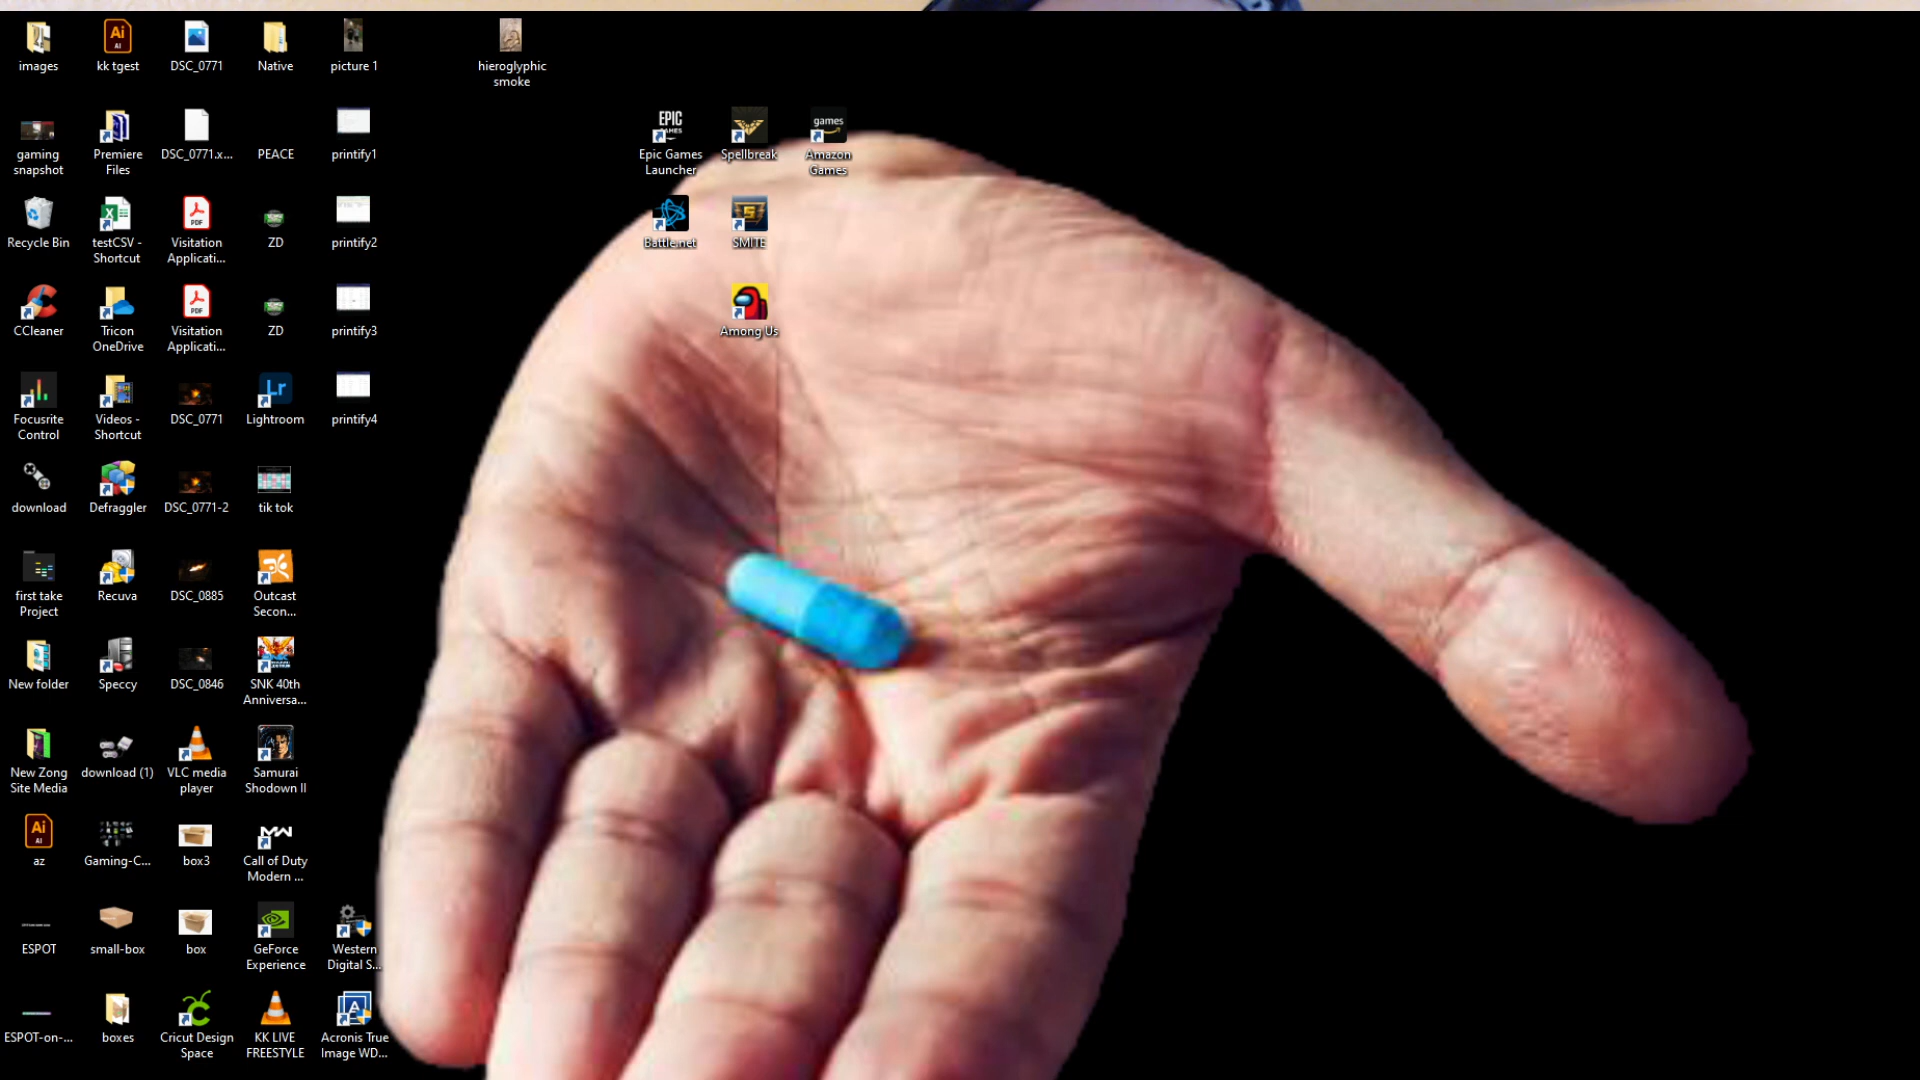 images
kk tgest
DSC_0771
Native
picture 1
hieroglyphic
smoke
gaming
snapshot
Premiere
Files
DSC_0771.x...
PEACE
printify1
Epic Games
Launcher
Spellbreak
Amazon
Games
Recycle Bin
testCSV -
Shortcut
Visitation
Applicati...
ZD
printify2
Battle.net
SMITE
CCleaner
Tricon
OneDrive
Visitation
Applicati...
ZD
printify3
Among Us
Focusrite
Control
Videos -
Shortcut
DSC_0771
Lightroom
printify4
download
Defraggler
DSC_0771-2
tik tok
first take
Project
Recuva
DSC_0885
Outcast
Secon...
New folder
Speccy
DSC_0846
SNK 40th
Anniversa...
New Zong
Site Media
download (1)
VLC media
player
Samurai
Shodown II
az
Gaming-C...
box3
Call of Duty
Modern ...
ESPOT
small-box
box
GeForce
Experience
Western
Digital S...
ESPOT-on-...
boxes
Cricut Design
Space
KK LIVE
FREESTYLE
Acronis True
Image WD...